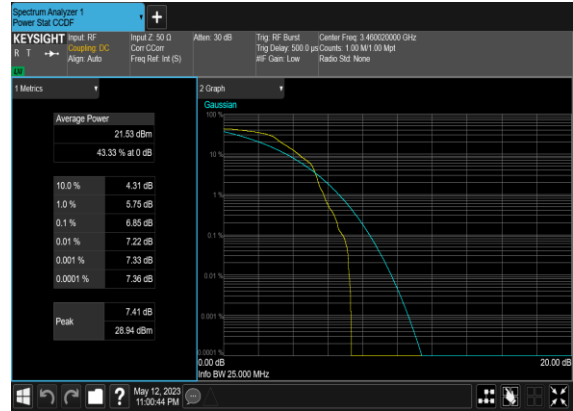 Spectrum Analyzer 1
Power Stat CCDF
KEYSIGHT
R T
LXI
Input: RF
Coupling: DC
Align: Auto
Input Z: 50 Ω
Corr CCorr
Freq Ref: Int (S)
Atten: 30 dB
Trig: RF Burst
Trig Delay: 500.0 µs
#IF Gain: Low
Center Freq: 3.460020000 GHz
Counts: 1.00 M/1.00 Mpt
Radio Std: None
1 Metrics
Average Power
21.53 dBm
43.33 % at 0 dB
10.0 % 4.31 dB
1.0 % 5.75 dB
0.1 % 6.85 dB
0.01 % 7.22 dB
0.001 % 7.33 dB
0.0001 % 7.36 dB
Peak
7.41 dB
28.94 dBm
2 Graph
Gaussian
100 %
10 %
1 %
0.1 %
0.01 %
0.001 %
0.0001 %
0.00 dB
20.00 dB
Info BW 25.000 MHz
May 12, 2023
11:00:44 PM